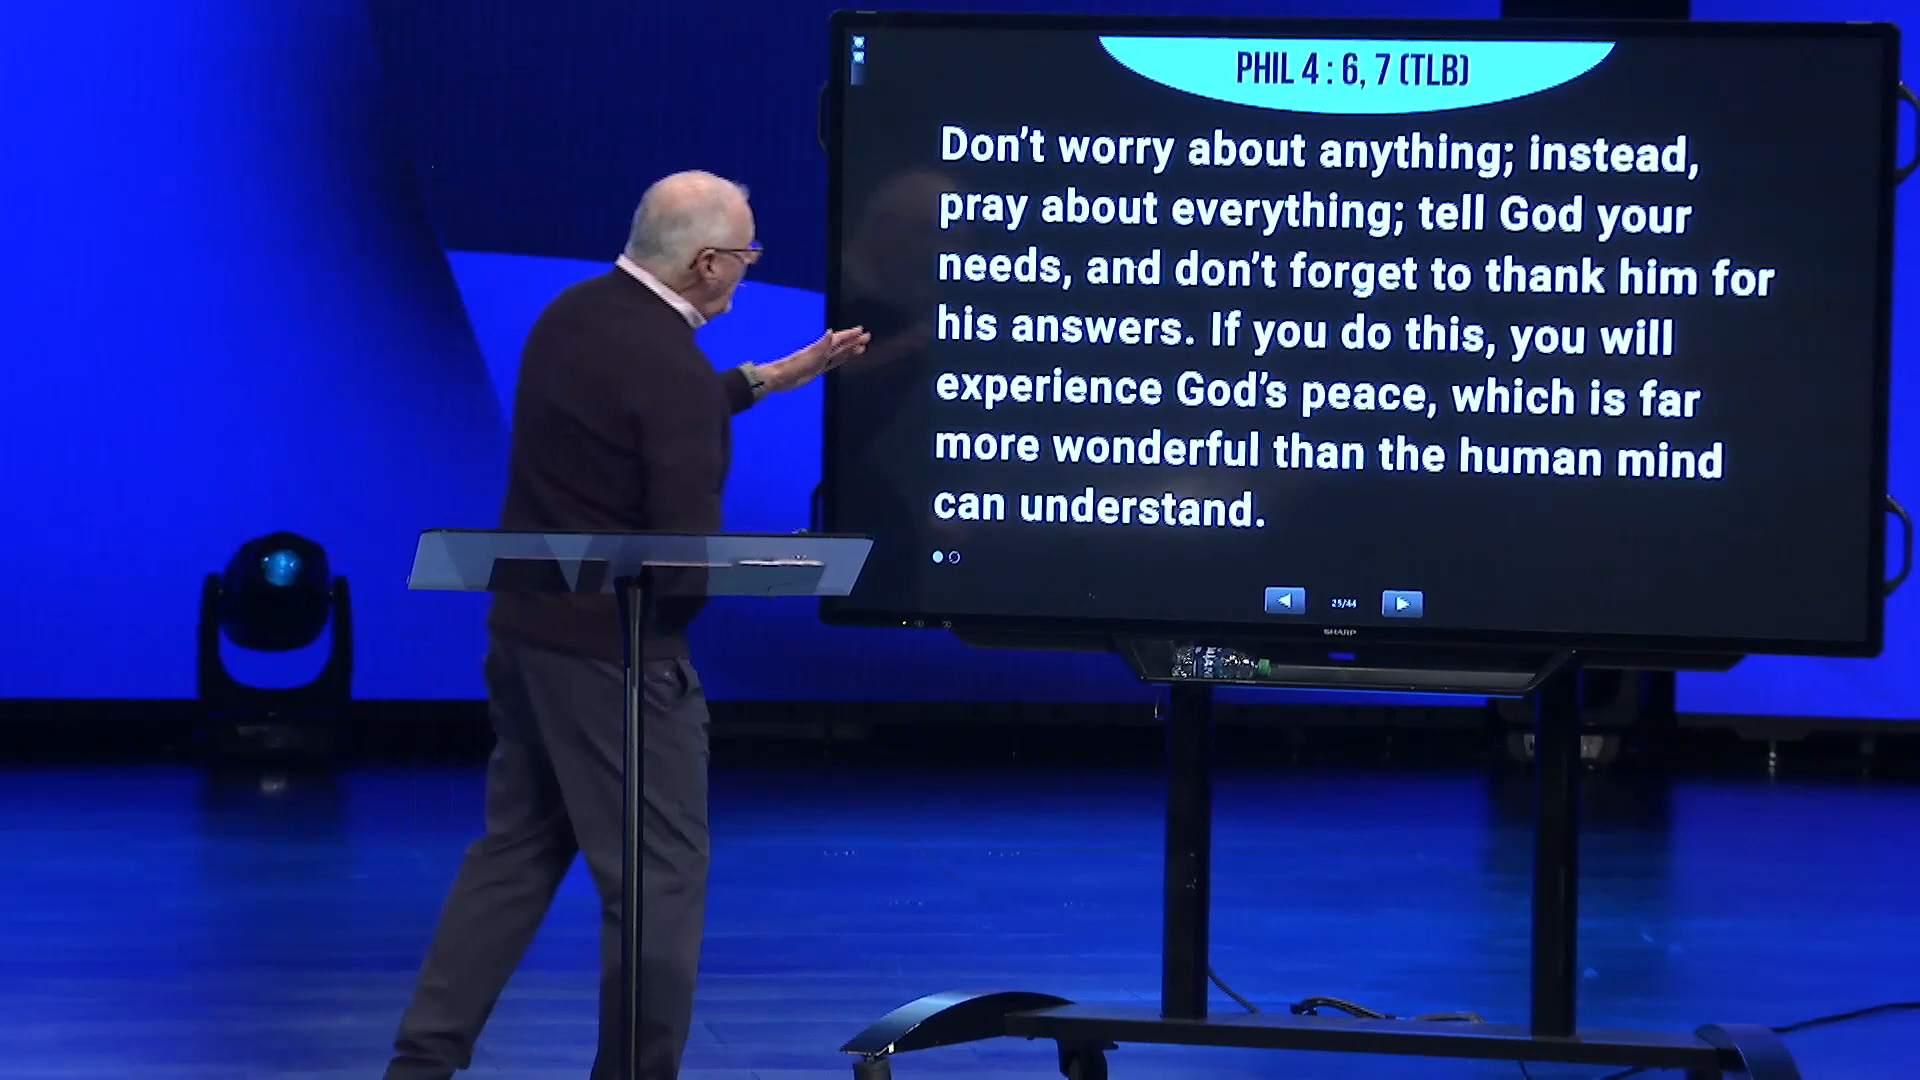 PHIL 4 : 6, 7 (TLB)
Don't worry about anything; instead,
pray about everything; tell God your
needs, and don't forget to thank him for
his answers. If you do this, you will
experience God's peace, which is far
more wonderful than the human mind
can understand.
25/44
SHARP